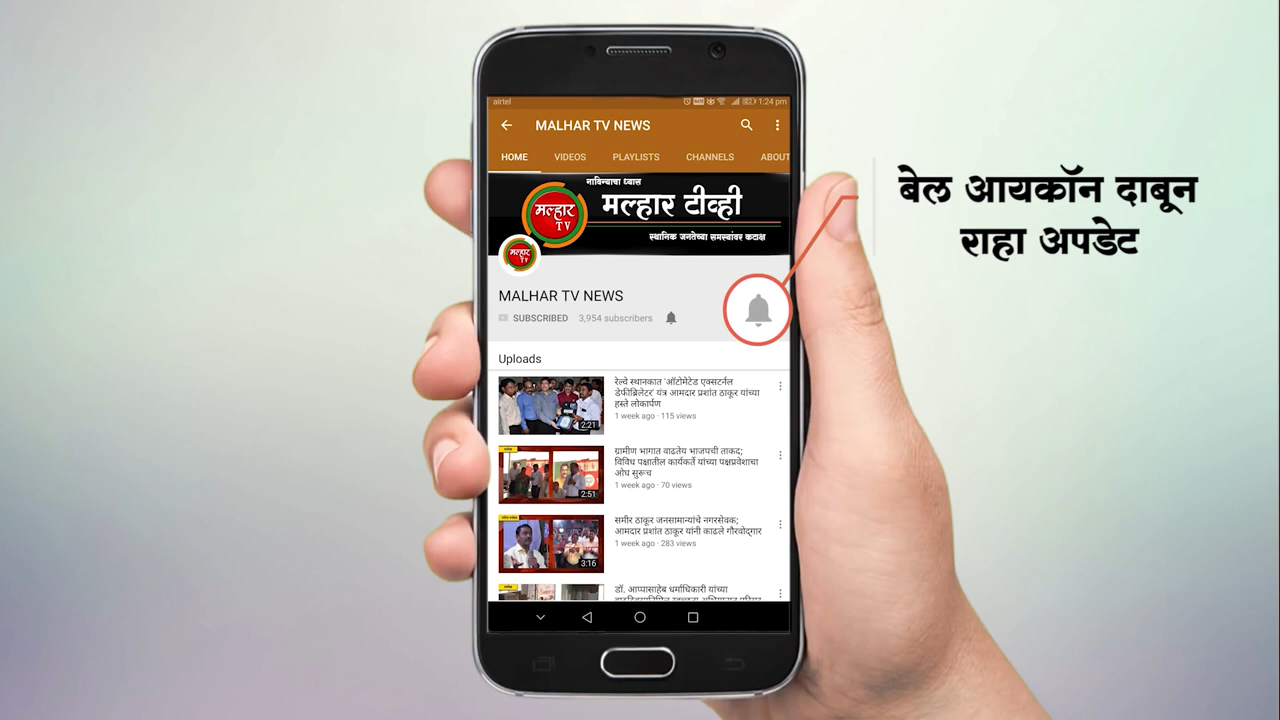 airtel
1:24 pm
MALHAR TV NEWS
HOME VIDEOS PLAYLISTS CHANNELS ABOUT
नाविन्याचा ध्यास
मल्हार टीव्ही
स्थानिक जनतेच्या समस्यांवर कटाक्ष
मल्हार
TV
मल्हार
TV
MALHAR TV NEWS
SUBSCRIBED 3,954 subscribers
बेल आयकॉन दाबून
राहा अपडेट
Uploads
रेल्वे स्थानकात 'ऑटोमेटेड एक्सटर्नल
डेफीब्रिलेटर' यंत्र आमदार प्रशांत ठाकूर यांच्या
हस्ते लोकार्पण
1 week ago · 115 views
2:21
ग्रामीण भागात वाढतेय भाजपची ताकद;
विविध पक्षातील कार्यकर्ते यांच्या पक्षप्रवेशाचा
ओघ सुरूच
1 week ago · 70 views
2:51
समीर ठाकूर जनसामान्यांचे नगरसेवक;
आमदार प्रशांत ठाकूर यांनी काढले गौरवोद्गार
1 week ago · 283 views
3:16
डॉ. आप्पासाहेब धर्माधिकारी यांच्या